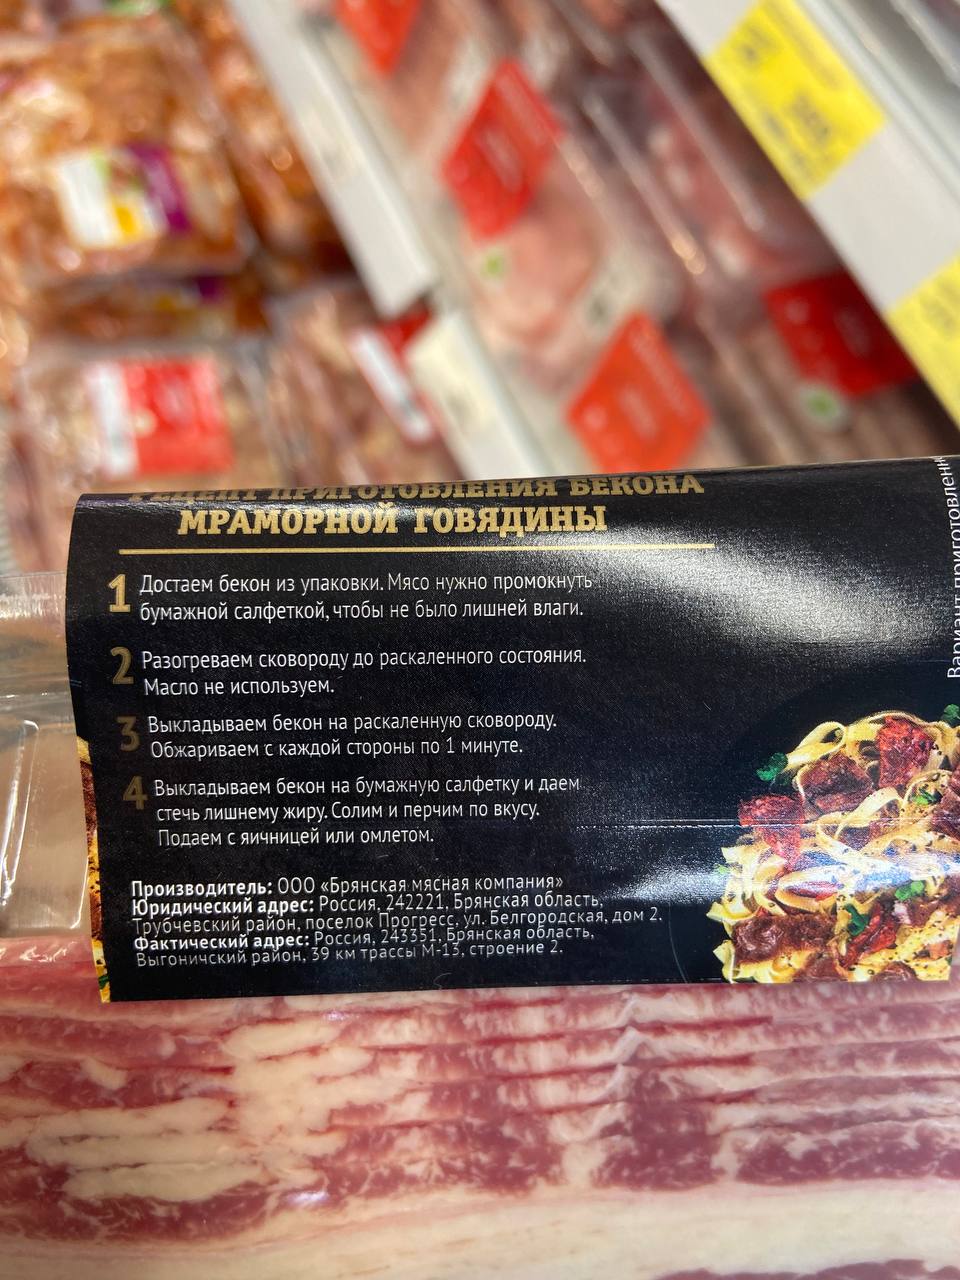 РЕЦЕПТ ПРИГОТОВЛЕНИЯ БЕКОНА
МРАМОРНОЙ ГОВЯДИНЫ
1 Достаем бекон из упаковки. Мясо нужно промокнуть
бумажной салфеткой, чтобы не было лишней влаги.
2 Разогреваем сковороду до раскаленного состояния.
Масло не используем.
3 Выкладываем бекон на раскаленную сковороду.
Обжариваем с каждой стороны по 1 минуте.
4 Выкладываем бекон на бумажную салфетку и даем
стечь лишнему жиру. Солим и перчим по вкусу.
Подаем с яичницей или омлетом.
Производитель: ООО «Брянская мясная компания»
Юридический адрес: Россия, 242221, Брянская область,
Трубчевский район, поселок Прогресс, ул. Белгородская, дом 2.
Фактический адрес: Россия, 243351, Брянская область,
Выгоничский район, 39 км трассы М-13, строение 2.
Вариант